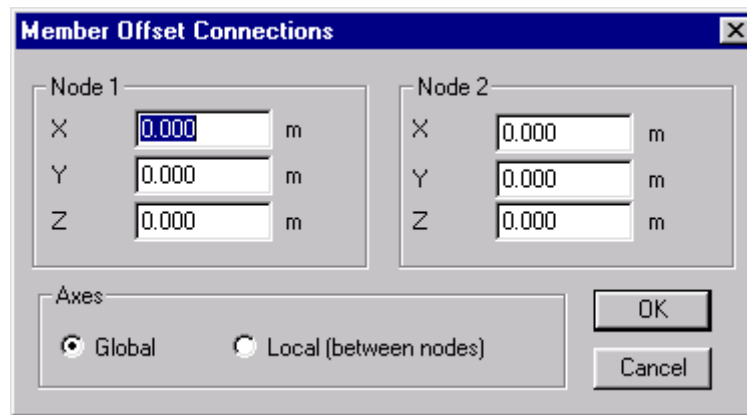 Member Offset Connections
Node 1
X 0.000 m
Y 0.000 m
Z 0.000 m
Node 2
X 0.000 m
Y 0.000 m
Z 0.000 m
Axes
Global Local (between nodes)
OK
Cancel